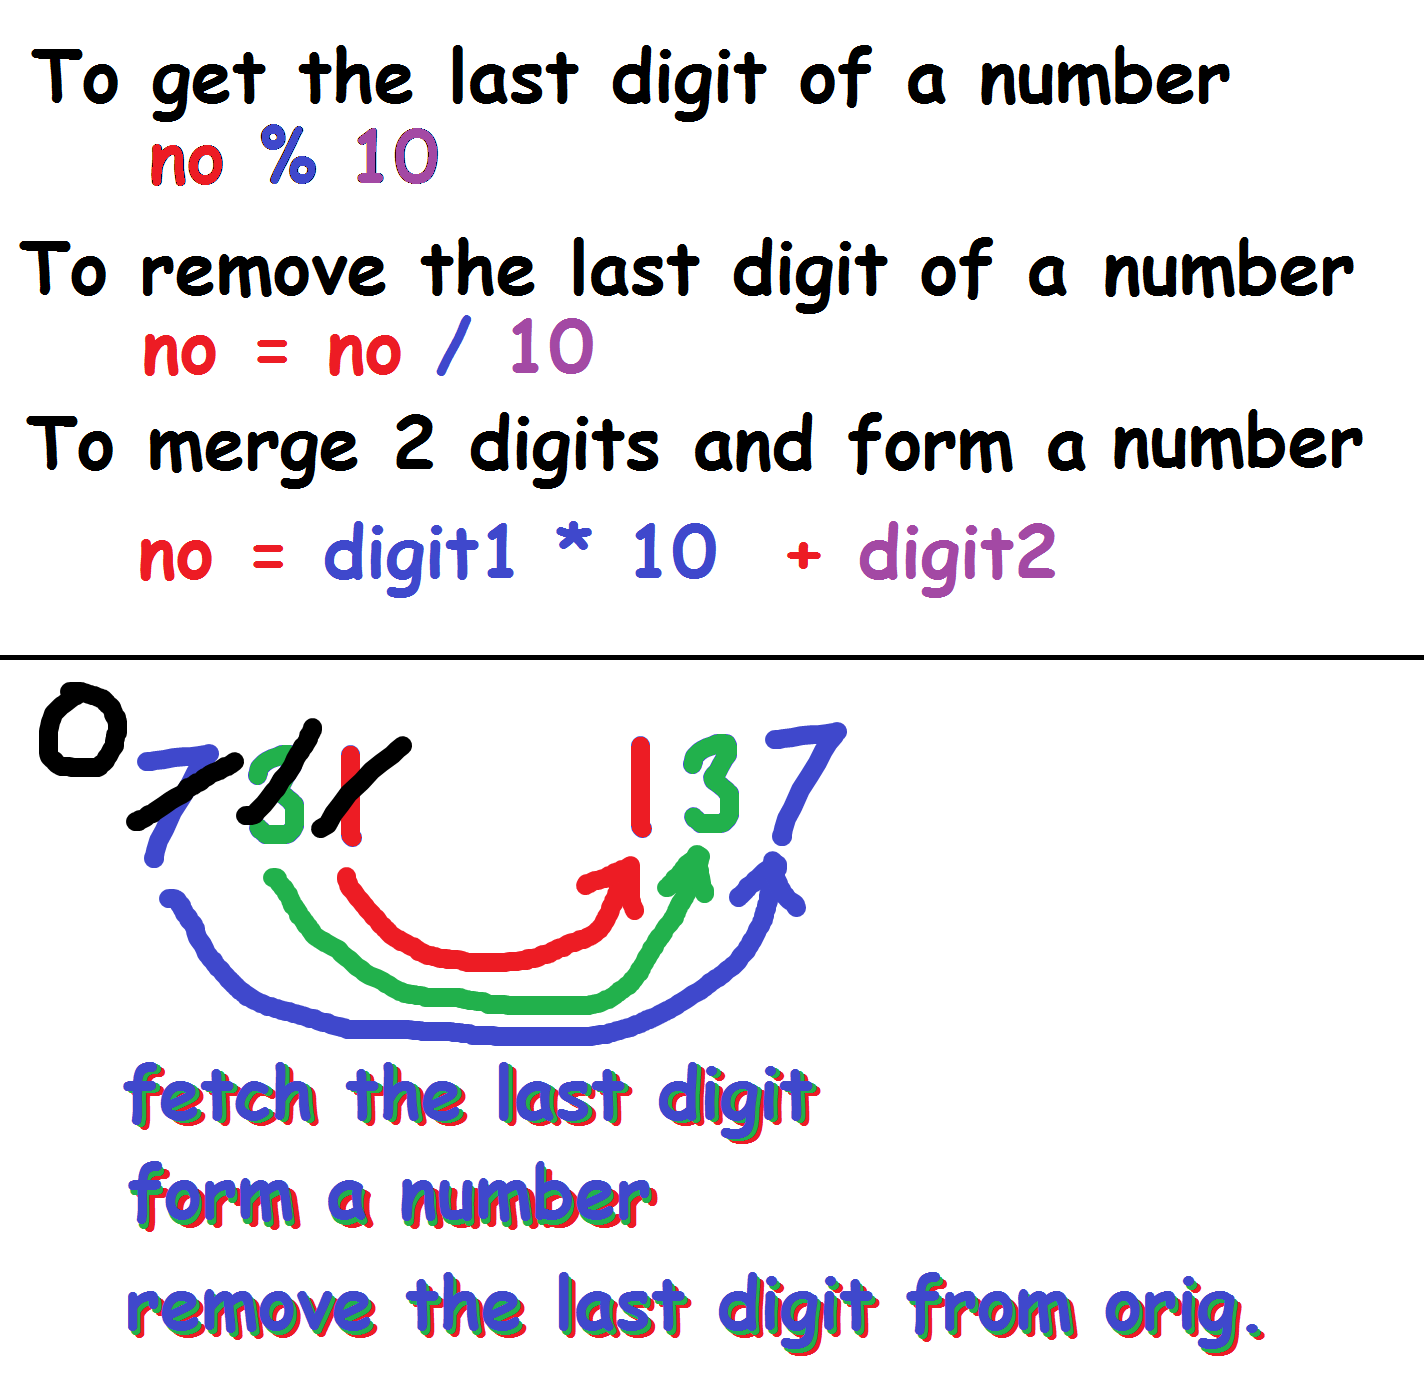 To get the last digit of a number
no % 10
To remove the last digit of a number
no = no / 10
To merge 2 digits and form a number
no = digit1 * 10 + digit2
0 731 137
fetch the last digit
form a number
remove the last digit from orig.